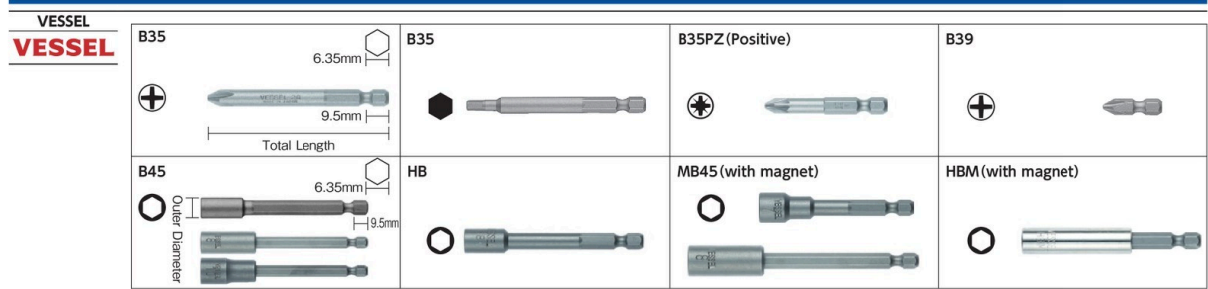 VESSEL
VESSEL
B35
6.35mm
9.5mm
Total Length
B35
B35PZ(Positive)
B39
B45
6.35mm
9.5mm
Outer Diameter
HB
MB45(with magnet)
HBM(with magnet)